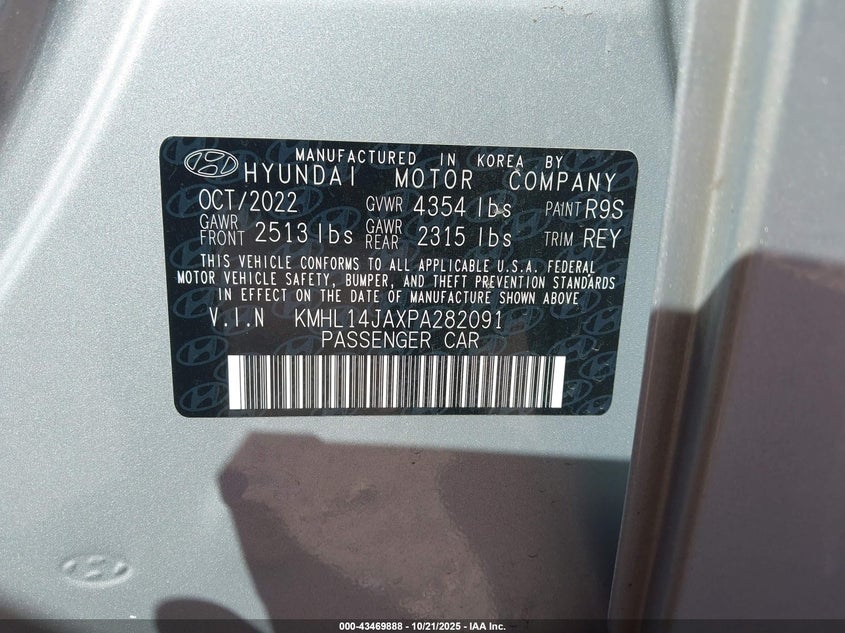 MANUFACTURED IN KOREA BY
HYUNDAI MOTOR COMPANY
OCT/2022 GVWR 4354 lbs PAINT R9S
GAWR FRONT 2513 lbs GAWR REAR 2315 lbs TRIM REY
THIS VEHICLE CONFORMS TO ALL APPLICABLE U.S.A. FEDERAL
MOTOR VEHICLE SAFETY, BUMPER, AND THEFT PREVENTION STANDARDS
IN EFFECT ON THE DATE OF MANUFACTURE SHOWN ABOVE
V.I.N KMHL14JAXPA282091
PASSENGER CAR
000-43469888 - 10/21/2025 - IAA Inc.